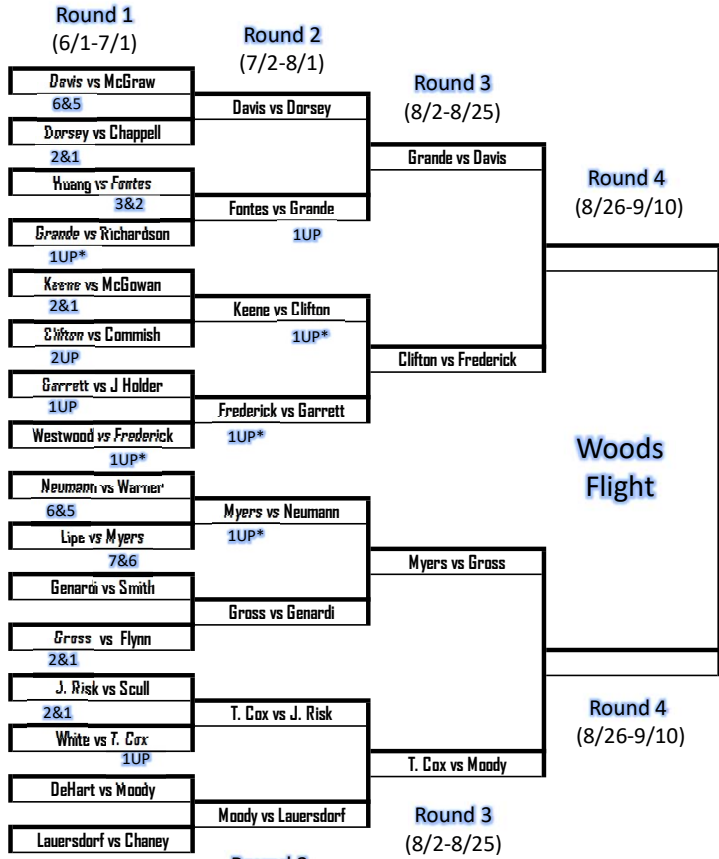 Round 1
(6/1-7/1)
Round 2
(7/2-8/1)
Round 3
(8/2-8/25)
Round 4
(8/26-9/10)
Davis vs McGraw
6&5
Dorsey vs Chappell
2&1
Huang vs Fontes
3&2
Grande vs Richardson
1UP*
Keene vs McGowan
2&1
Clifton vs Commish
2UP
Garrett vs J Holder
1UP
Westwood vs Frederick
1UP*
Neumann vs Warner
6&5
Lipe vs Myers
7&6
Genardi vs Smith
Gross vs Flynn
2&1
J. Risk vs Scull
2&1
White vs T. Cox
1UP
DeHart vs Moody
Lauersdorf vs Chaney
Davis vs Dorsey
Fontes vs Grande
1UP
Keene vs Clifton
1UP*
Frederick vs Garrett
1UP*
Myers vs Neumann
1UP*
Gross vs Genardi
T. Cox vs J. Risk
Moody vs Lauersdorf
Grande vs Davis
Clifton vs Frederick
Myers vs Gross
T. Cox vs Moody
Woods
Flight
Round 4
(8/26-9/10)
Round 3
(8/2-8/25)